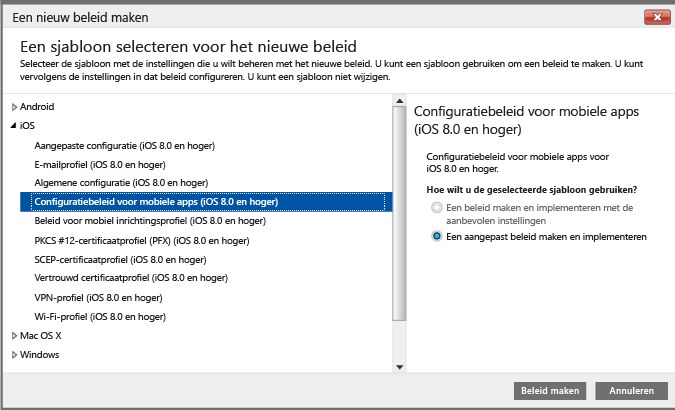 Een nieuw beleid maken
Een sjabloon selecteren voor het nieuwe beleid
Selecteer de sjabloon met de instellingen die u wilt beheren met het nieuwe beleid. U kunt een sjabloon gebruiken om een beleid te maken. U kunt
vervolgens de instellingen in dat beleid configureren. U kunt een sjabloon niet wijzigen.
Android
iOS
Aangepaste configuratie (iOS 8.0 en hoger)
E-mailprofiel (iOS 8.0 en hoger)
Algemene configuratie (iOS 8.0 en hoger)
Configuratiebeleid voor mobiele apps (iOS 8.0 en hoger)
Beleid voor mobiel inrichtingsprofiel (iOS 8.0 en hoger)
PKCS #12-certificaatprofiel (PFX) (iOS 8.0 en hoger)
SCEP-certificaatprofiel (iOS 8.0 en hoger)
Vertrouwd certificaatprofiel (iOS 8.0 en hoger)
VPN-profiel (iOS 8.0 en hoger)
Wi-Fi-profiel (iOS 8.0 en hoger)
Mac OS X
Windows
Configuratiebeleid voor mobiele apps
(iOS 8.0 en hoger)
Configuratiebeleid voor mobiele apps voor
iOS 8.0 en hoger.
Hoe wilt u de geselecteerde sjabloon gebruiken?
Een beleid maken en implementeren met de
aanbevolen instellingen
Een aangepast beleid maken en implementeren
Beleid maken
Annuleren